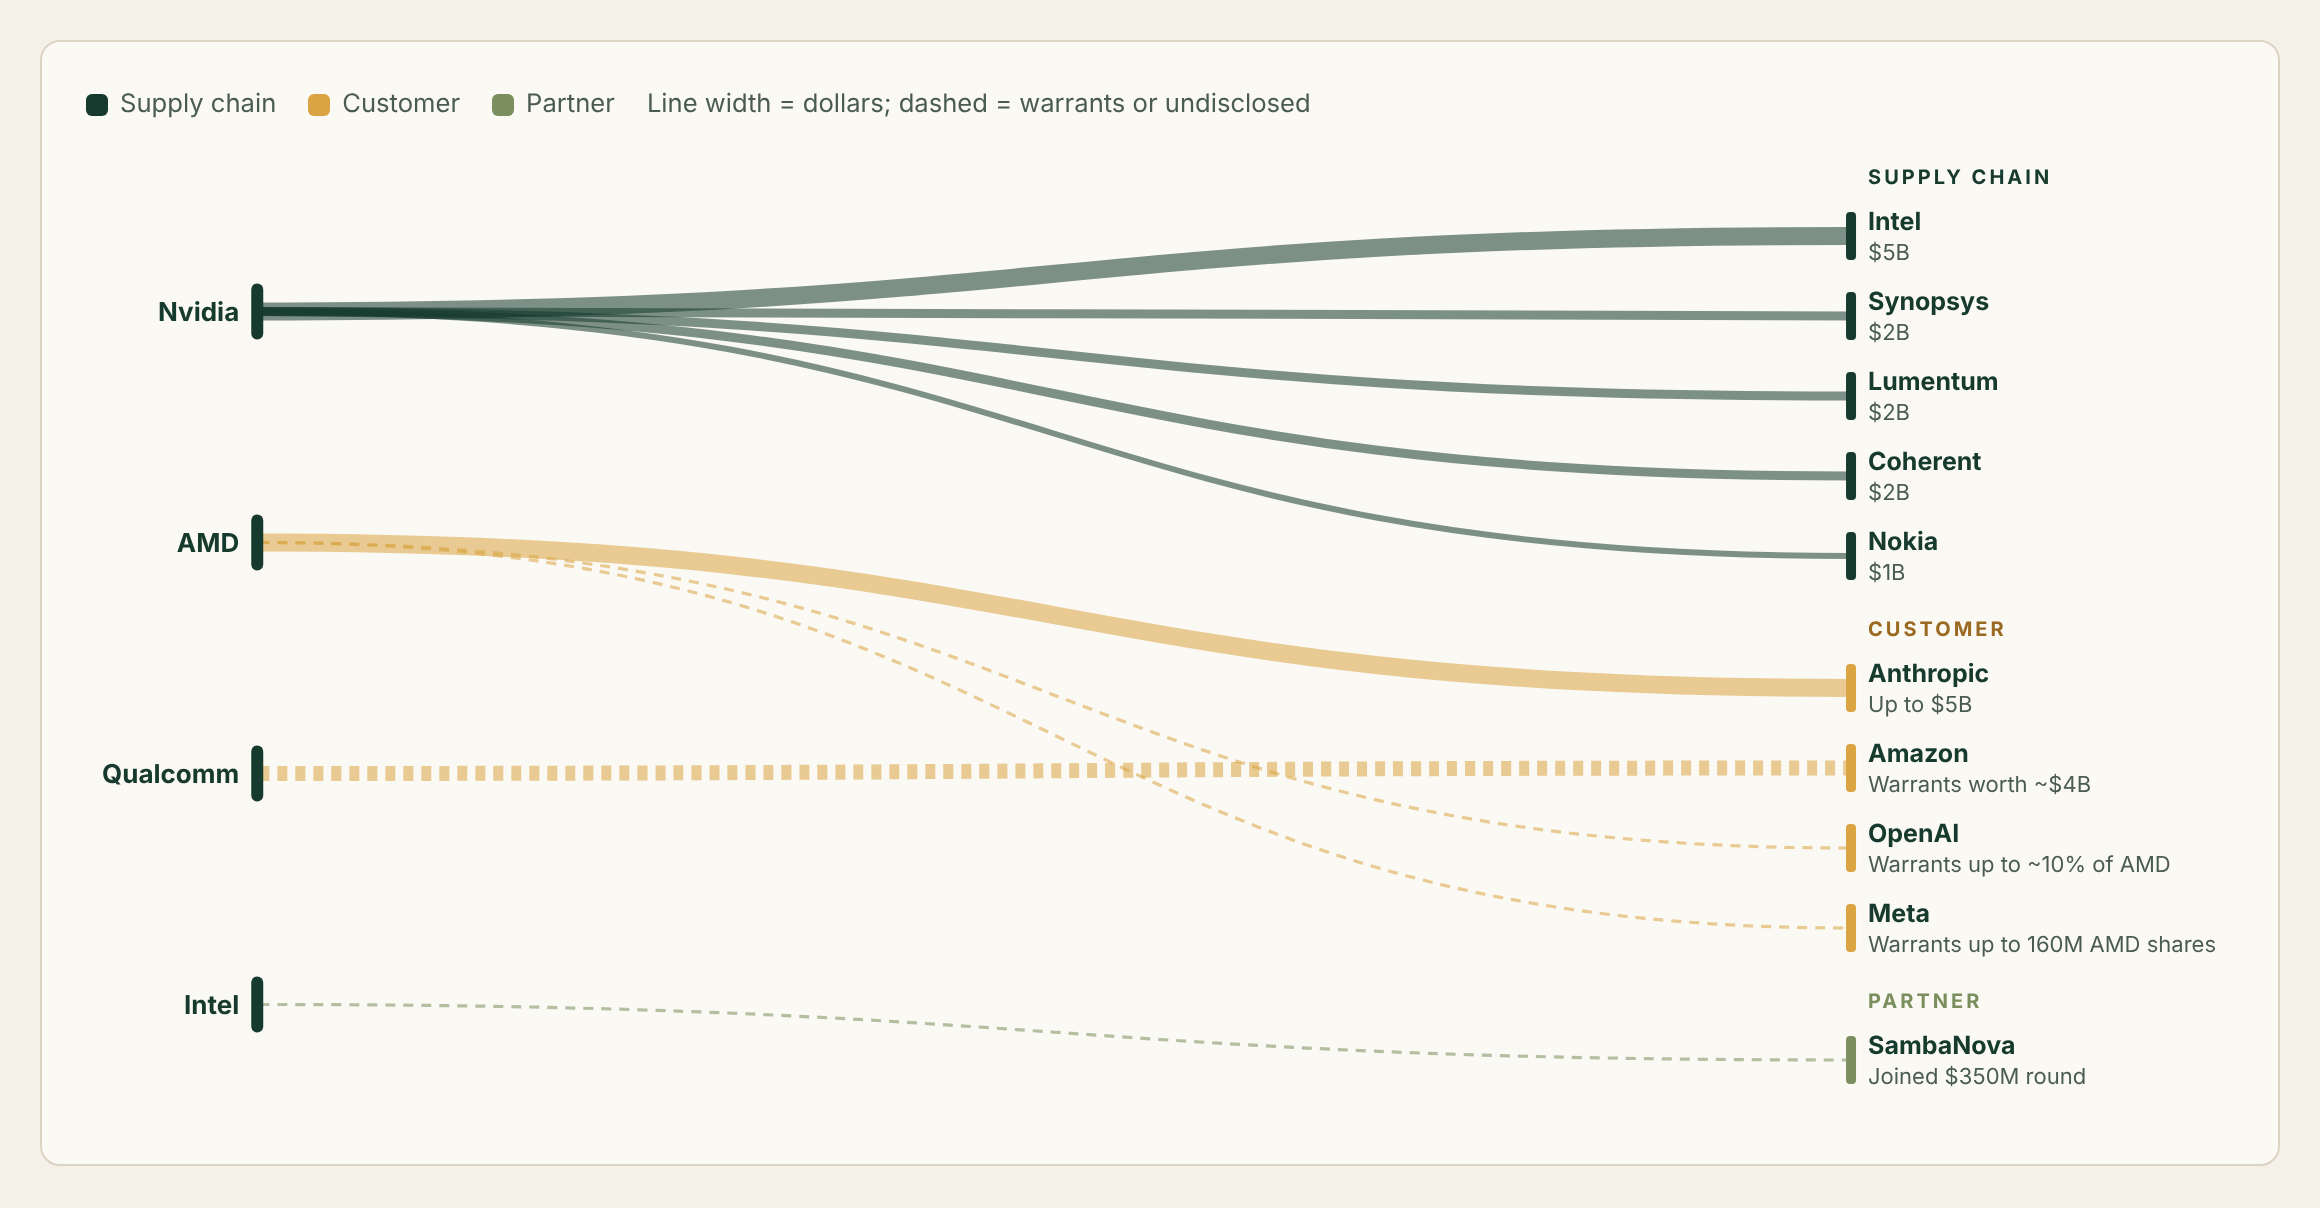 Supply chain Customer Partner Line width = dollars; dashed = warrants or undisclosed
Nvidia
AMD
Qualcomm
Intel
SUPPLY CHAIN
Intel
$5B
Synopsys
$2B
Lumentum
$2B
Coherent
$2B
Nokia
$1B
CUSTOMER
Anthropic
Up to $5B
Amazon
Warrants worth ~$4B
OpenAI
Warrants up to ~10% of AMD
Meta
Warrants up to 160M AMD shares
PARTNER
SambaNova
Joined $350M round